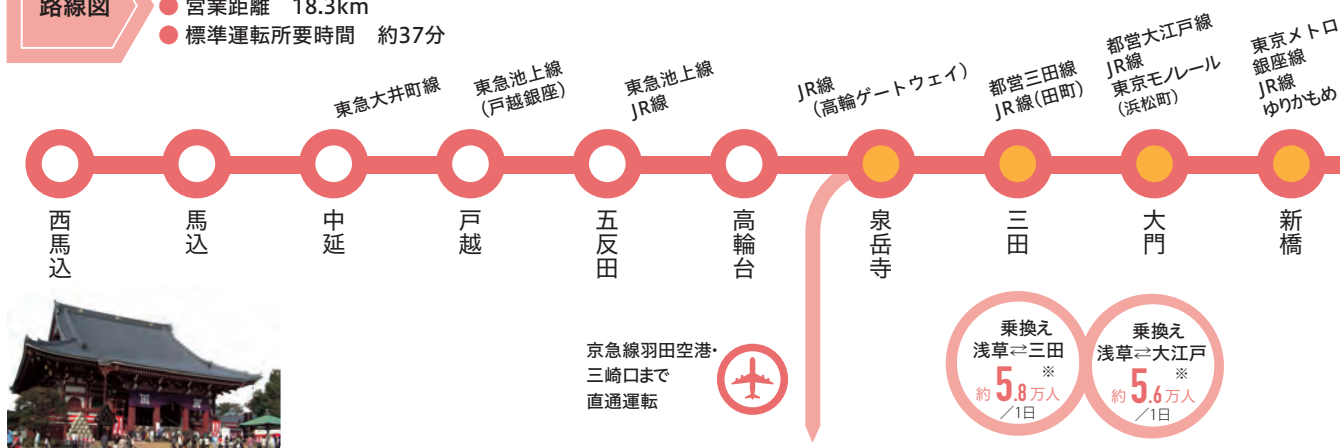 路線図
● 営業距離 18.3km
● 標準運転所要時間 約37分
東急大井町線
東急池上線
(戸越銀座)
東急池上線
JR線
JR線
(高輪ゲートウェイ)
都営三田線
JR線(田町)
都営大江戸線
JR線
東京モノレール
(浜松町)
東京メトロ
銀座線
JR線
ゆりかもめ
西馬込
馬込
中延
戸越
五反田
高輪台
泉岳寺
三田
大門
新橋
京急線羽田空港・
三崎口まで
直通運転
乗換え
浅草⇄三田
※
約5.8万人
/1日
乗換え
浅草⇄大江戸
※
約5.6万人
/1日